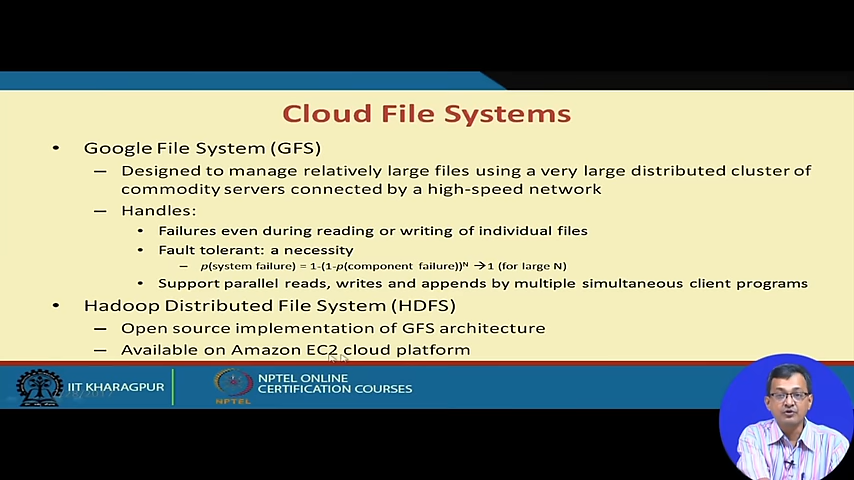 Cloud File Systems
• Google File System (GFS)
– Designed to manage relatively large files using a very large distributed cluster of
commodity servers connected by a high-speed network
– Handles:
• Failures even during reading or writing of individual files
• Fault tolerant: a necessity
– p(system failure) = 1-(1-p(component failure))ᴺ →1 (for large N)
• Support parallel reads, writes and appends by multiple simultaneous client programs
• Hadoop Distributed File System (HDFS)
– Open source implementation of GFS architecture
– Available on Amazon EC2 cloud platform
IIT KHARAGPUR
NPTEL
NPTEL ONLINE
CERTIFICATION COURSES